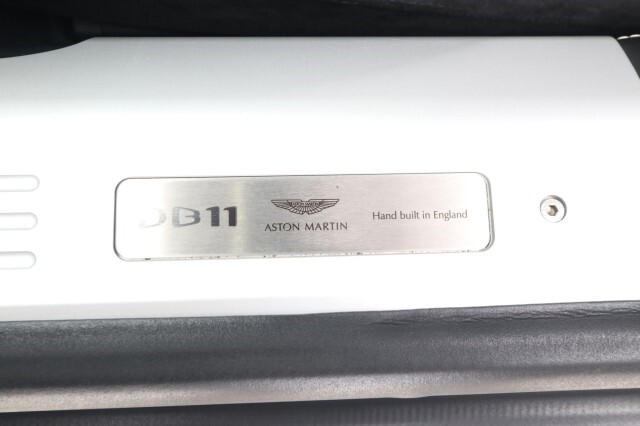 DB11
ASTON MARTIN
Hand built in England